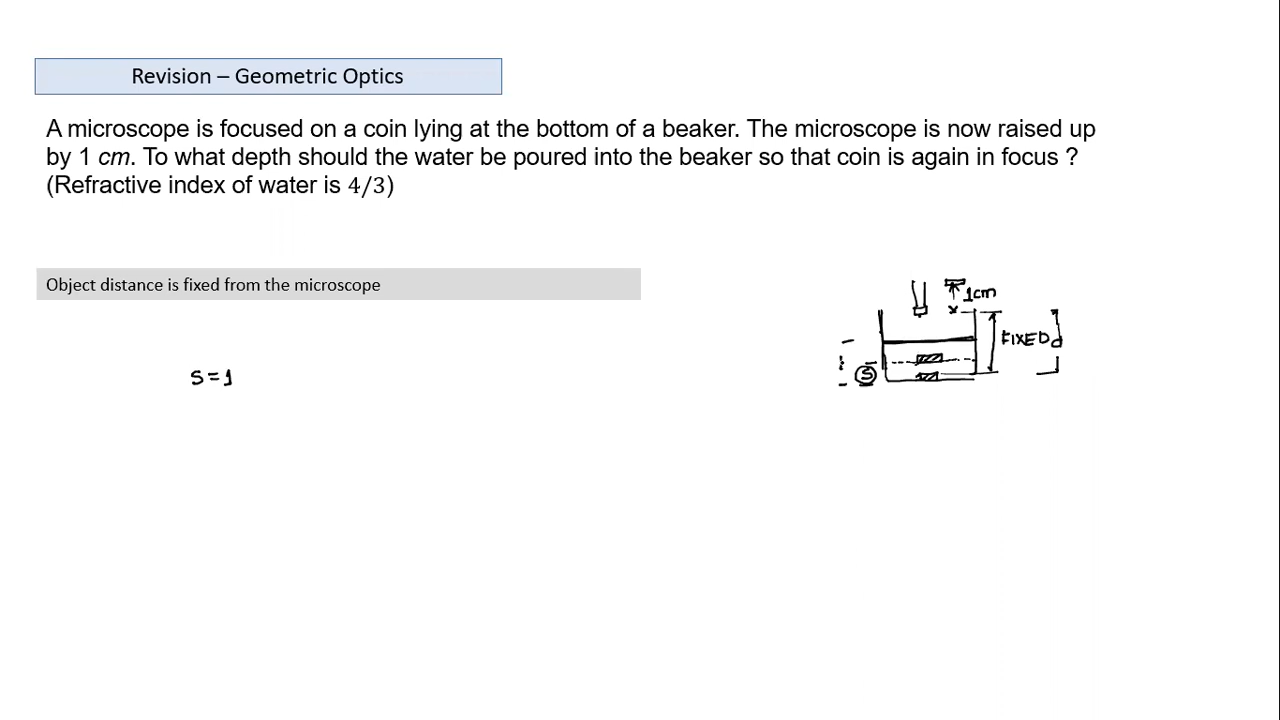 Revision – Geometric Optics
A microscope is focused on a coin lying at the bottom of a beaker. The microscope is now raised up
by 1 cm. To what depth should the water be poured into the beaker so that coin is again in focus ?
(Refractive index of water is 4/3)
Object distance is fixed from the microscope
1cm
FIXED d
S
S=1